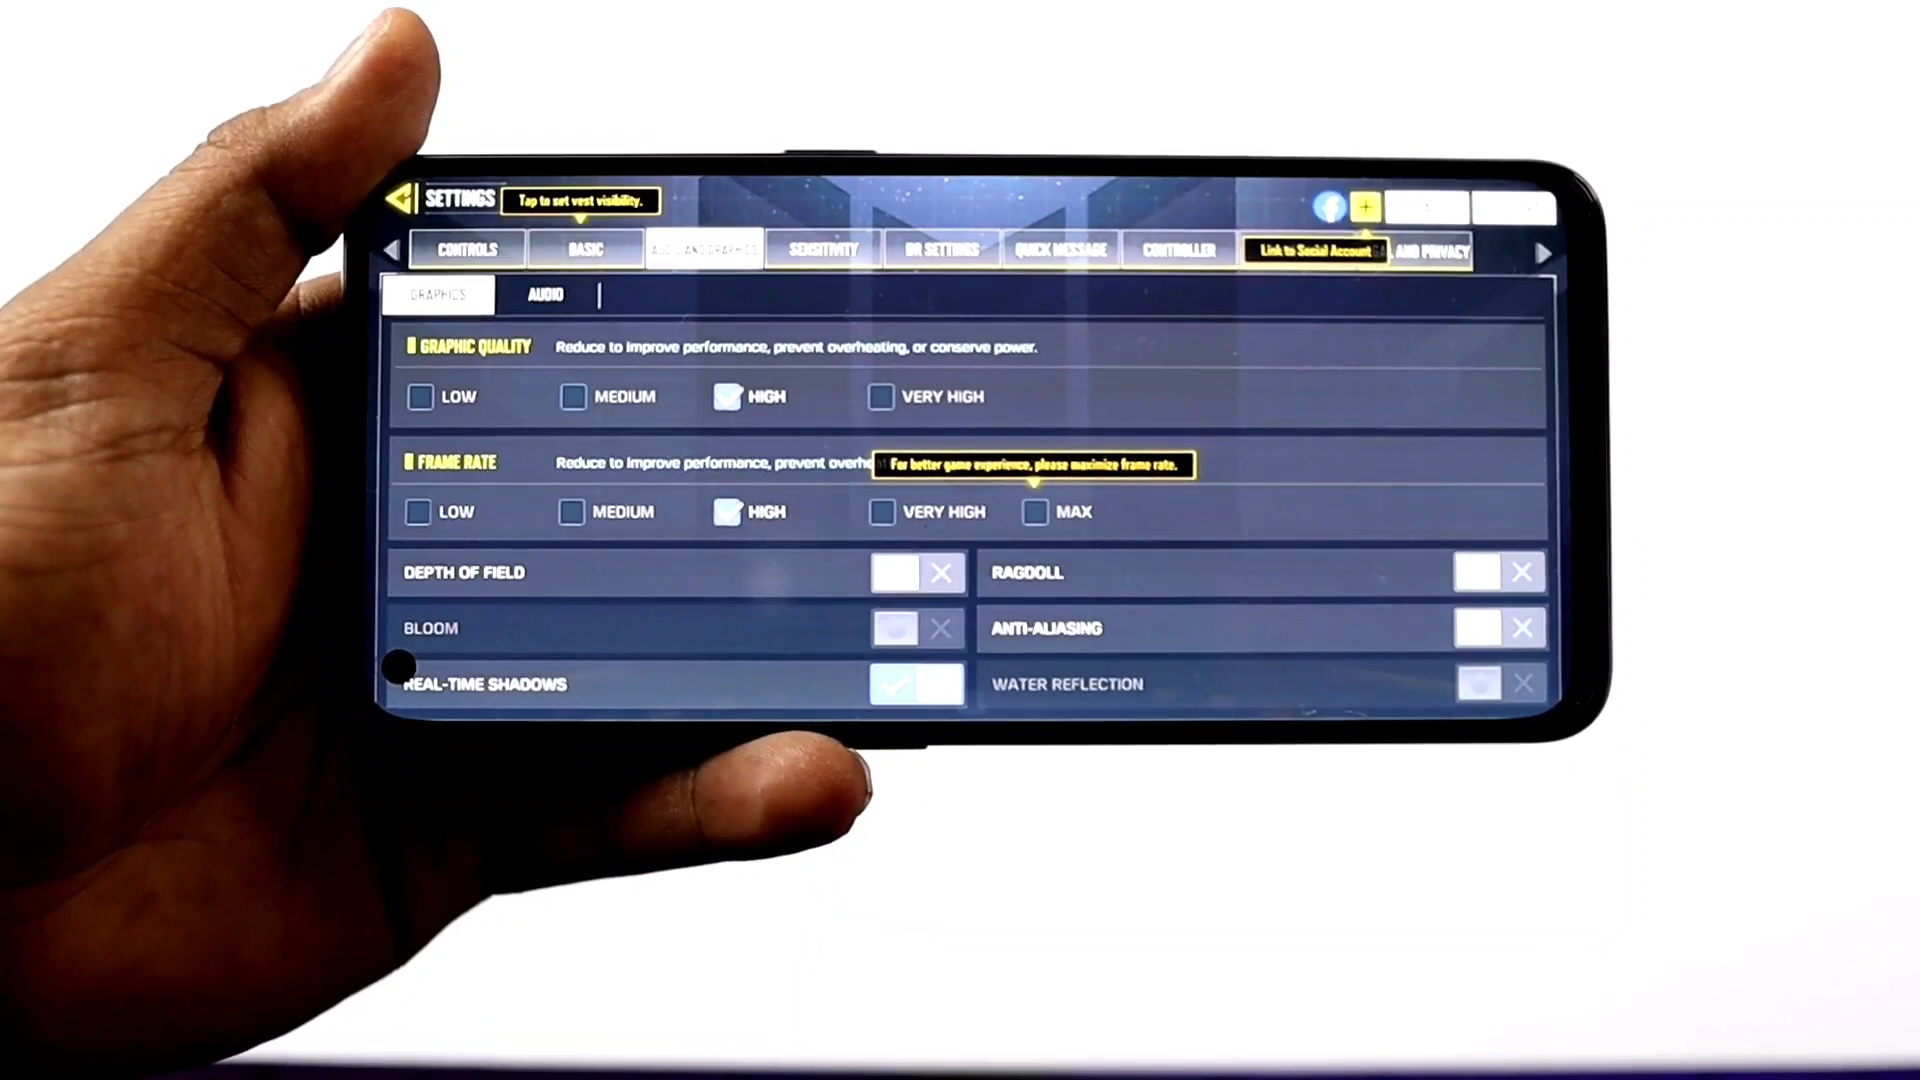 SETTINGS Tap to set vest visibility.
CONTROLS BASIC AUDIO AND GRAPHICS SENSITIVITY BR SETTINGS QUICK MESSAGE CONTROLLER Link to Social Account AND PRIVACY
GRAPHICS AUDIO
GRAPHIC QUALITY Reduce to improve performance, prevent overheating, or conserve power.
LOW MEDIUM HIGH VERY HIGH
FRAME RATE Reduce to improve performance, prevent overhe For better game experience, please maximize frame rate.
LOW MEDIUM HIGH VERY HIGH MAX
DEPTH OF FIELD RAGDOLL
BLOOM ANTI-ALIASING
REAL-TIME SHADOWS WATER REFLECTION